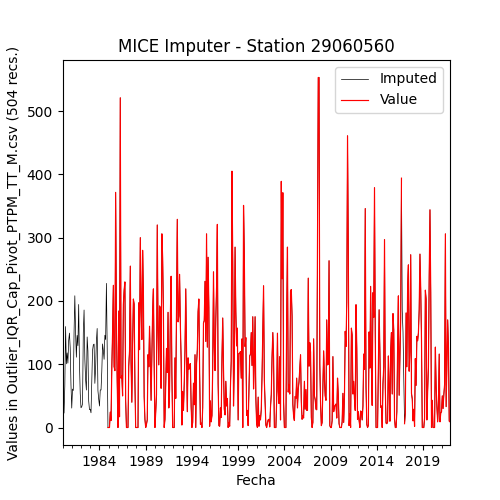 MICE Imputer - Station 29060560
Imputed
Value
Values in Outlier_IQR_Cap_Pivot_PTPM_TT_M.csv (504 recs.)
500
400
300
200
100
0
1984 1989 1994 1999 2004 2009 2014 2019
Fecha